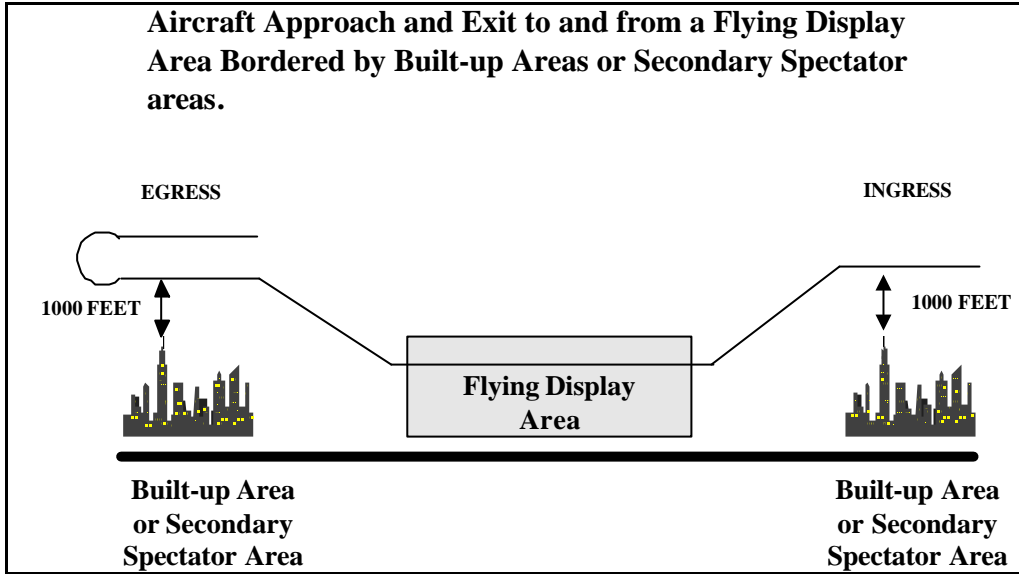 Aircraft Approach and Exit to and from a Flying Display
Area Bordered by Built-up Areas or Secondary Spectator
areas.
EGRESS
INGRESS
1000 FEET
1000 FEET
Flying Display
Area
Built-up Area
or Secondary
Spectator Area
Built-up Area
or Secondary
Spectator Area